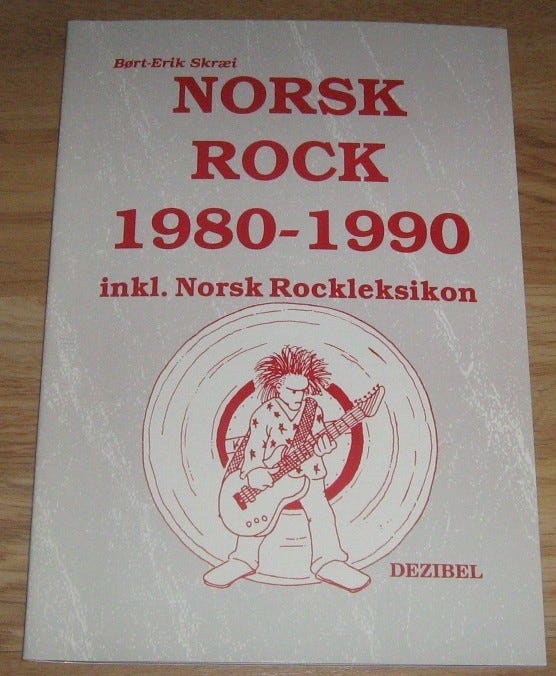 Børt-Erik Skræi
NORSK
ROCK
1980-1990
inkl. Norsk Rockleksikon
DEZIBEL